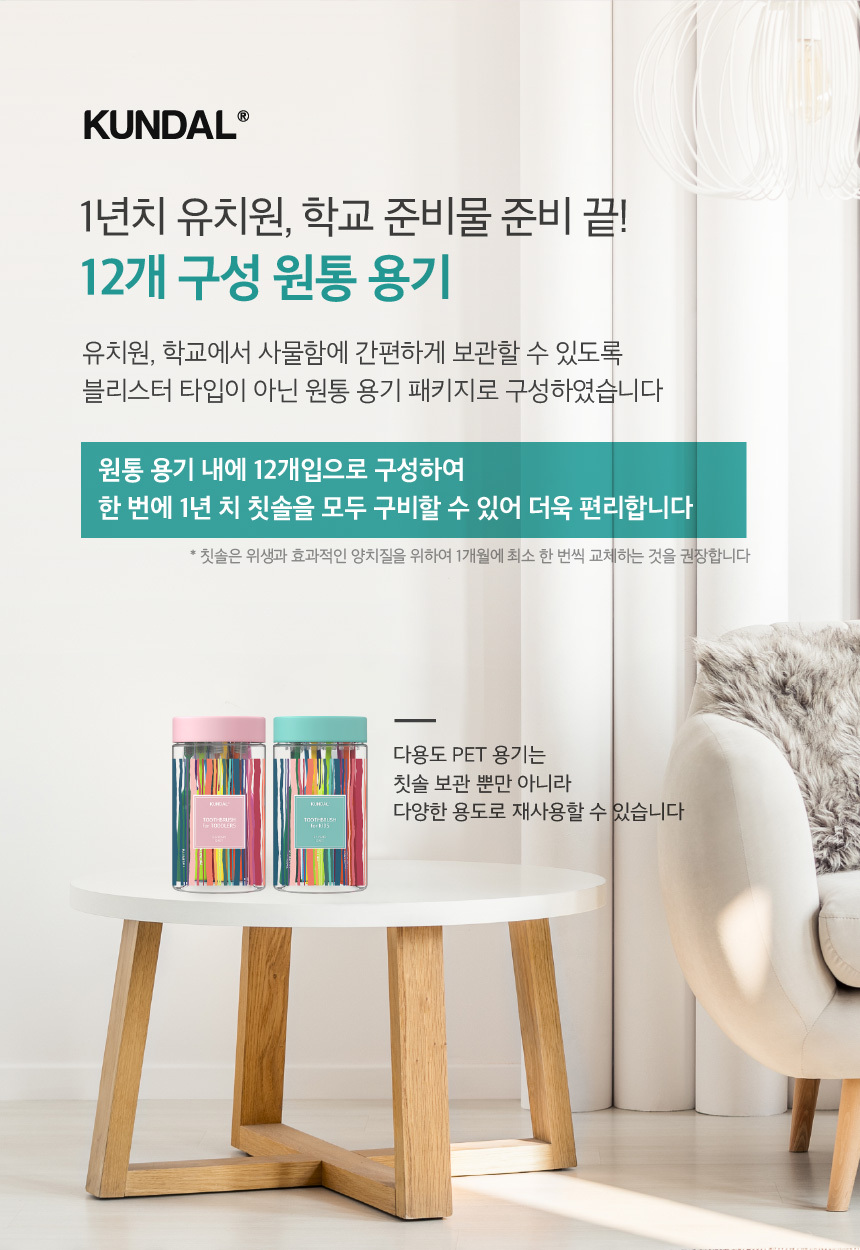 KUNDAL®
1년치 유치원, 학교 준비물 준비 끝!
12개 구성 원통 용기
유치원, 학교에서 사물함에 간편하게 보관할 수 있도록
블리스터 타입이 아닌 원통 용기 패키지로 구성하였습니다
원통 용기 내에 12개입으로 구성하여
한 번에 1년 치 칫솔을 모두 구비할 수 있어 더욱 편리합니다
* 칫솔은 위생과 효과적인 양치질을 위하여 1개월에 최소 한 번씩 교체하는 것을 권장합니다
다용도 PET 용기는
칫솔 보관 뿐만 아니라
다양한 용도로 재사용할 수 있습니다
KUNDAL
TOOTHBRUSH
for TODDLERS
KUNDAL
TOOTHBRUSH
for KIDS